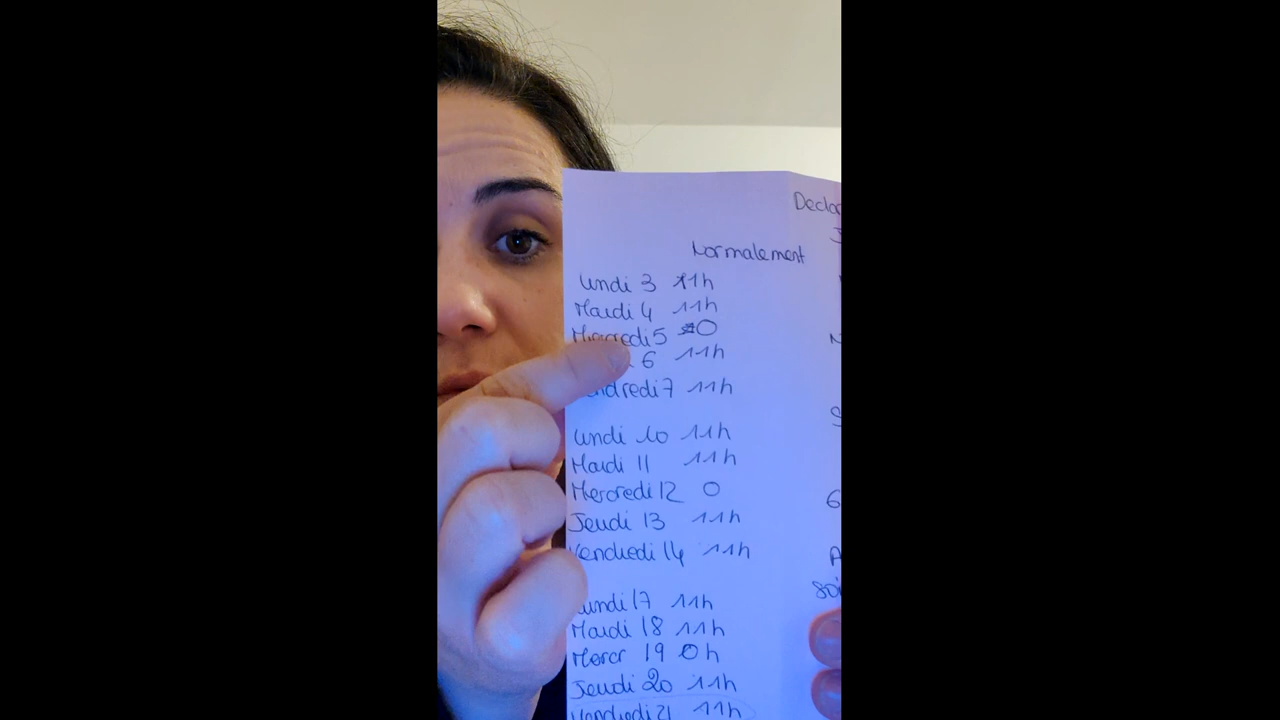 Declar
Normalement
Lundi 3 11h
Mardi 4 11h
Mercredi 5 0
6 11h
Vendredi 7 11h
Lundi 10 11h
Mardi 11 11h
Mercredi 12 0
Jeudi 13 11h
Vendredi 14 11h
Lundi 17 11h
Mardi 18 11h
Mercr 19 0h
Jeudi 20 11h
Vendredi 21 11h